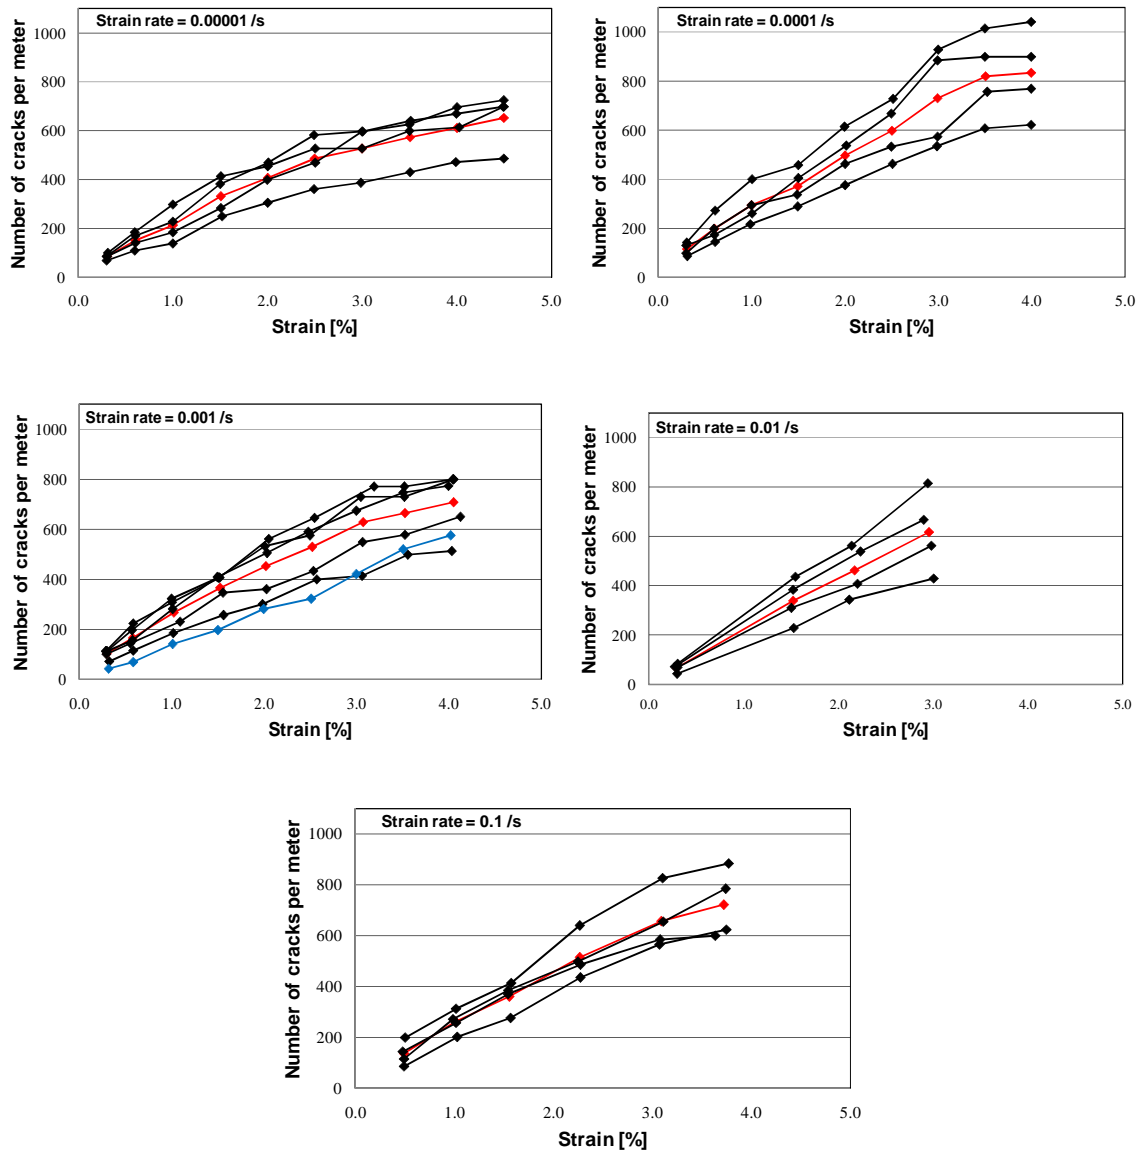 Strain rate = 0.00001 /s
Number of cracks per meter
1000
800
600
400
200
0
0.0 1.0 2.0 3.0 4.0 5.0
Strain [%]
Strain rate = 0.0001 /s
Number of cracks per meter
1000
800
600
400
200
0
0.0 1.0 2.0 3.0 4.0 5.0
Strain [%]
Strain rate = 0.001 /s
Number of cracks per meter
1000
800
600
400
200
0
0.0 1.0 2.0 3.0 4.0 5.0
Strain [%]
Strain rate = 0.01 /s
Number of cracks per meter
1000
800
600
400
200
0
0.0 1.0 2.0 3.0 4.0 5.0
Strain [%]
Strain rate = 0.1 /s
Number of cracks per meter
1000
800
600
400
200
0
0.0 1.0 2.0 3.0 4.0 5.0
Strain [%]